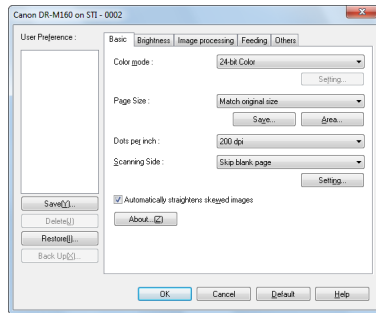 Canon DR-M160 on STI - 0002
User Preference :
Save(Y)...
Delete(J)
Restore(I)...
Back Up(K)...
Basic Brightness Image processing Feeding Others
Color mode : 24-bit Color
Setting...
Page Size : Match original size
Save... Area...
Dots per inch : 200 dpi
Scanning Side : Skip blank page
Setting...
Automatically straightens skewed images
About...(Z)
OK Cancel Default Help